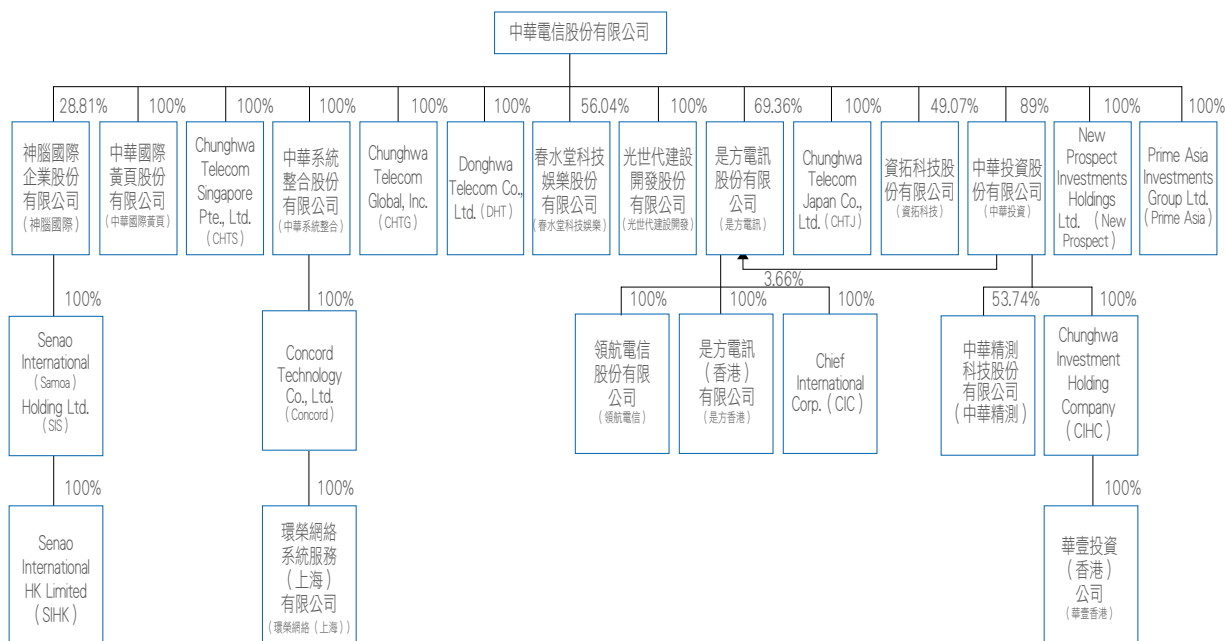 中華電信股份有限公司
28.81%
100%
100%
100%
100%
100%
56.04%
100%
69.36%
100%
49.07%
89%
100%
100%
神腦國際
企業股份
有限公司
(神腦國際)
中華國際
黃頁股份
有限公司
(中華國際黃頁)
Chunghwa
Telecom
Singapore
Pte., Ltd.
(CHTS)
中華系統
整合股份
有限公司
(中華系統整合)
Chunghwa
Telecom
Global, Inc.
(CHTG)
Donghwa
Telecom Co.,
Ltd. (DHT)
春水堂科技
娛樂股份
有限公司
(春水堂科技娛樂)
光世代建設
開發股份
有限公司
(光世代建設開發)
是方電訊
股份有限
公司
(是方電訊)
Chunghwa
Telecom
Japan Co.,
Ltd. (CHTJ)
資拓科技股
份有限公司
(資拓科技)
中華投資股
份有限公司
(中華投資)
New
Prospect
Investments
Holdings
Ltd. (New
Prospect)
Prime Asia
Investments
Group Ltd.
(Prime Asia)
3.66%
100%
100%
100%
100%
100%
53.74%
100%
Senao
International
(Samoa)
Holding Ltd.
(SIS)
Concord
Technology
Co., Ltd.
(Concord)
領航電信
股份有限
公司
(領航電信)
是方電訊
(香港)
有限公司
(是方香港)
Chief
International
Corp. (CIC)
中華精測
科技股份
有限公司
(中華精測)
Chunghwa
Investment
Holding
Company
(CIHC)
100%
100%
100%
Senao
International
HK Limited
(SIHK)
環榮網絡
系統服務
(上海)
有限公司
(環榮網絡(上海))
華壹投資
(香港)
公司
(華壹香港)